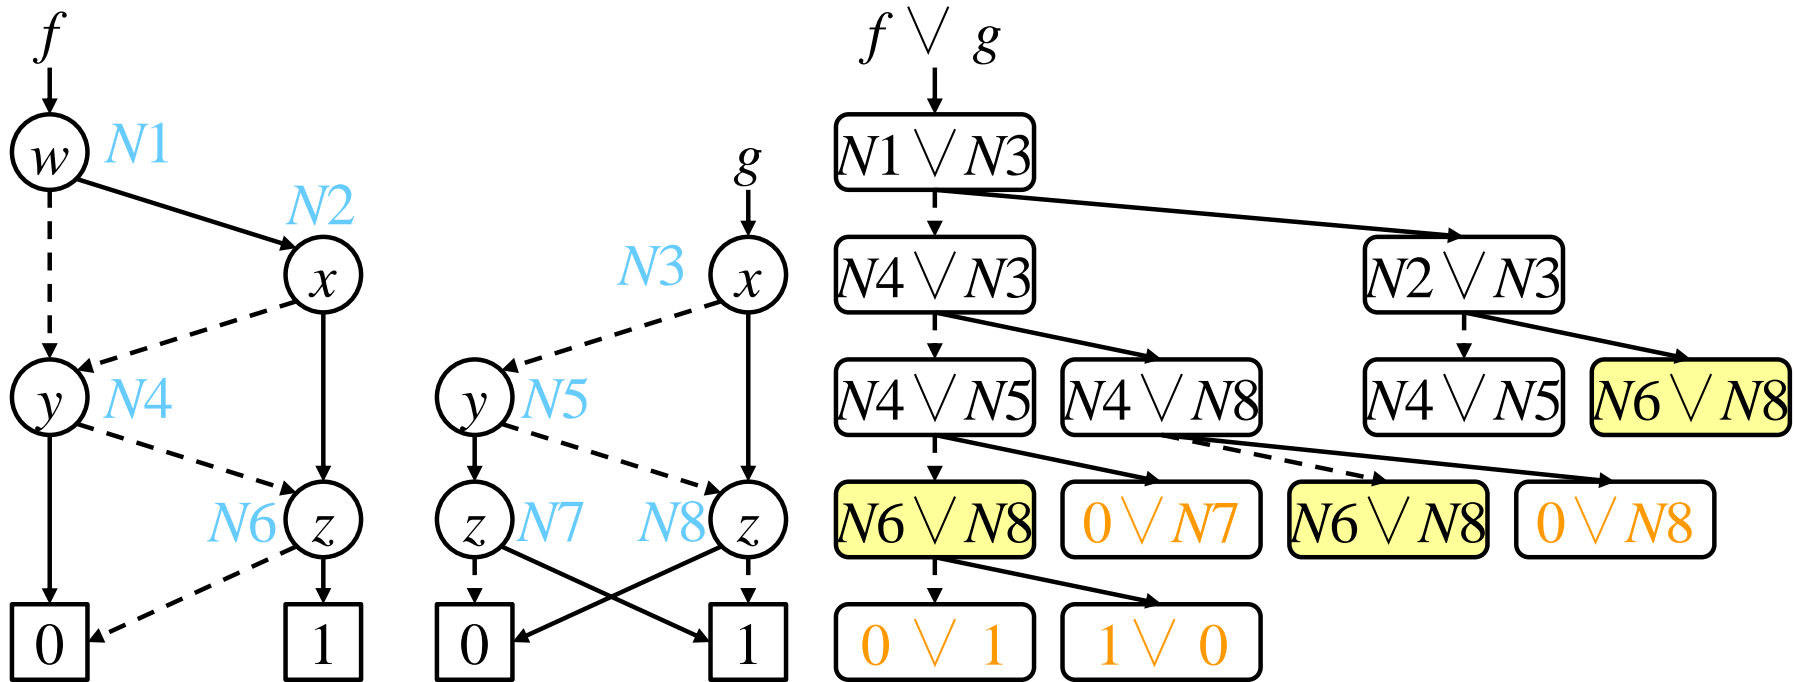 f f ∨ g
w N1 g N1 ∨ N3
N2 x N3 x N4 ∨ N3 N2 ∨ N3
y N4 y N5 N4 ∨ N5 N4 ∨ N8 N4 ∨ N5 N6 ∨ N8
N6 z z N7 N8 z N6 ∨ N8 0 ∨ N7 N6 ∨ N8 0 ∨ N8
0 1 0 1 0 ∨ 1 1 ∨ 0